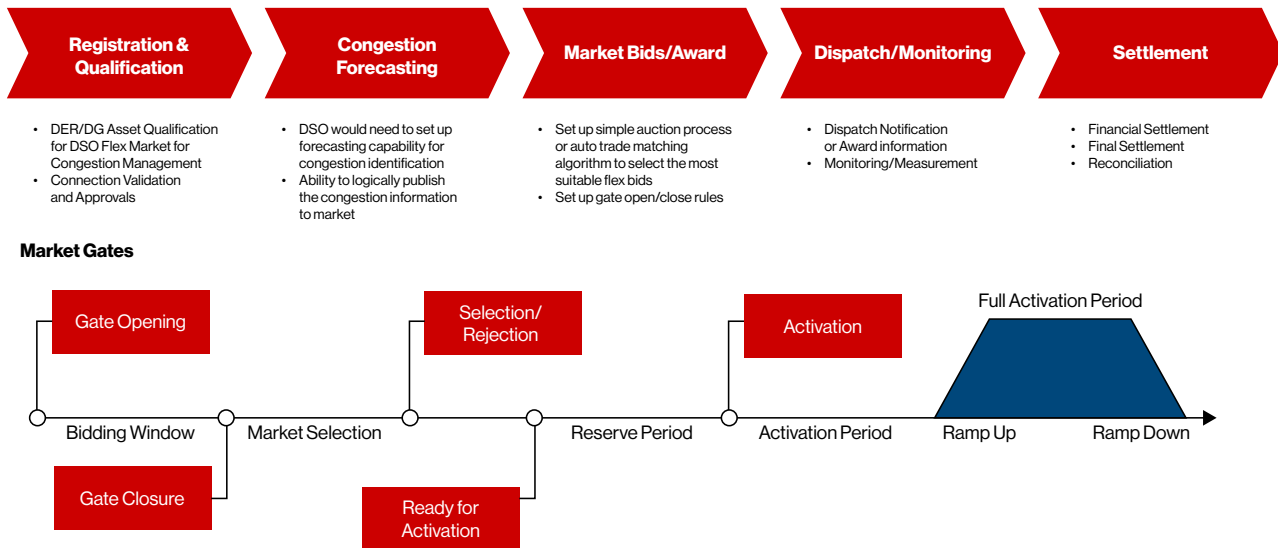 Registration &
Qualification
Congestion
Forecasting
Market Bids/Award
Dispatch/Monitoring
Settlement
• DER/DG Asset Qualification
for DSO Flex Market for
Congestion Management
• Connection Validation
and Approvals
• DSO would need to set up
forecasting capability for
congestion identification
• Ability to logically publish
the congestion information
to market
• Set up simple auction process
or auto trade matching
algorithm to select the most
suitable flex bids
• Set up gate open/close rules
• Dispatch Notification
or Award information
• Monitoring/Measurement
• Financial Settlement
• Final Settlement
• Reconciliation
Market Gates
Gate Opening
Selection/
Rejection
Activation
Full Activation Period
Bidding Window
Market Selection
Reserve Period
Activation Period
Ramp Up
Ramp Down
Gate Closure
Ready for
Activation